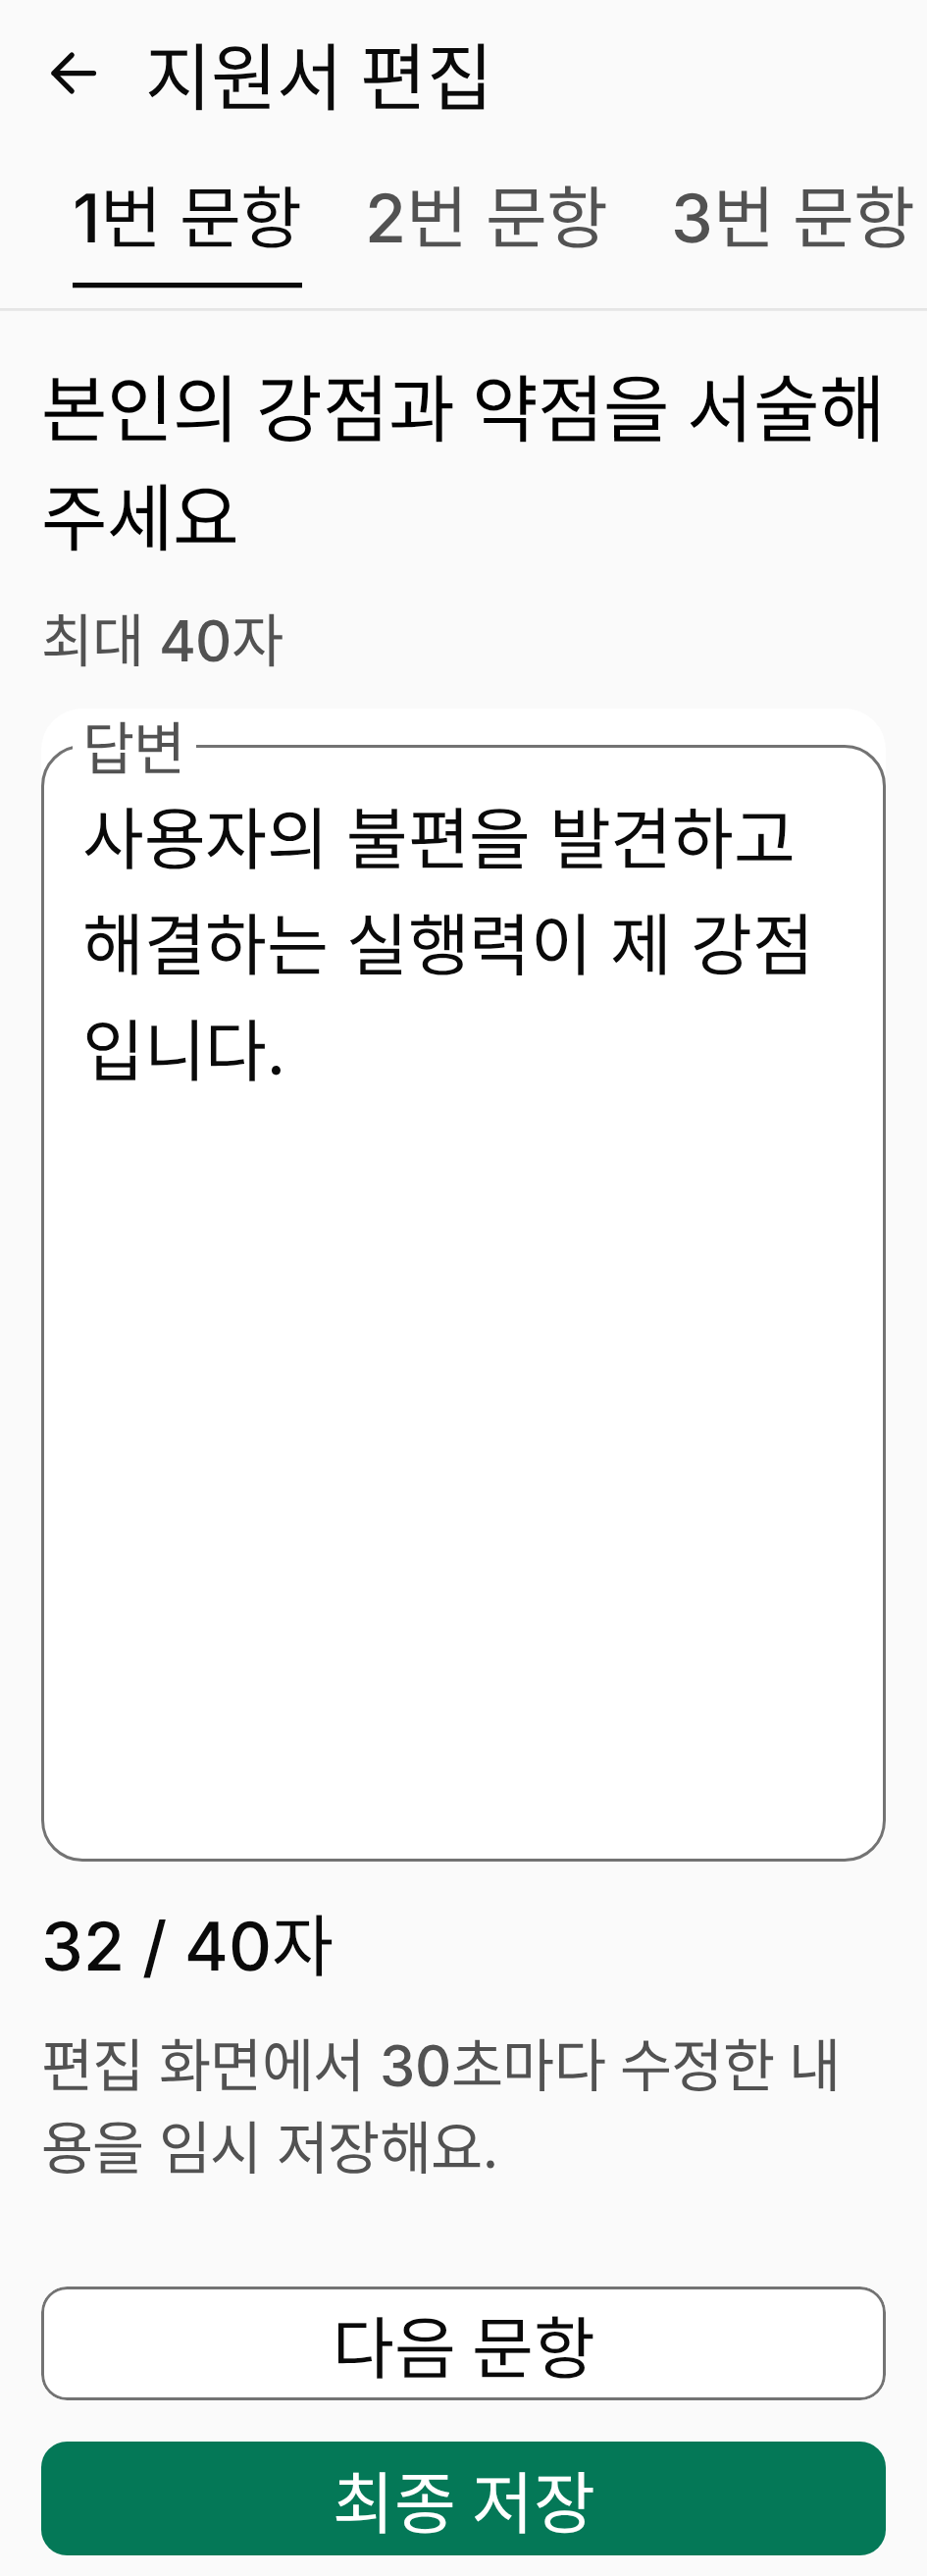 지원서 편집
1번 문항 2번 문항 3번 문항
본인의 강점과 약점을 서술해
주세요
최대 40자
답변
사용자의 불편을 발견하고
해결하는 실행력이 제 강점
입니다.
32 / 40자
편집 화면에서 30초마다 수정한 내
용을 임시 저장해요.
다음 문항
최종 저장